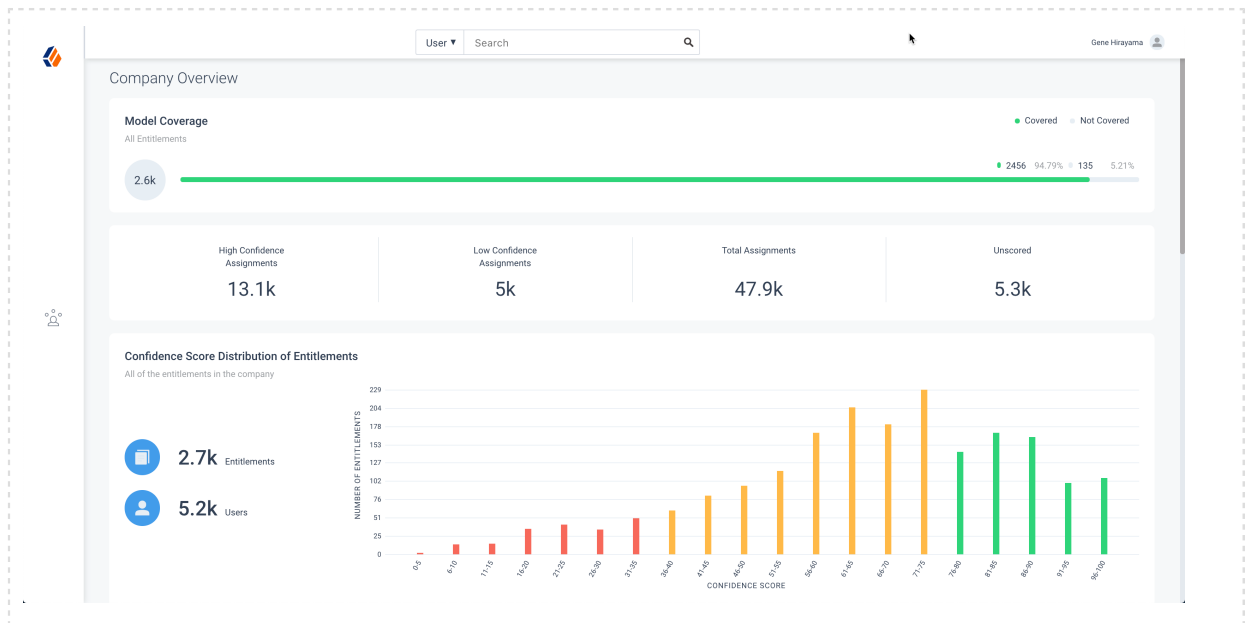 User ▼ Search
Gene Hirayama
Company Overview
Model Coverage
All Entitlements
Covered Not Covered
2456 94.79% 135 5.21%
2.6k
High Confidence
Assignments
13.1k
Low Confidence
Assignments
5k
Total Assignments
47.9k
Unscored
5.3k
Confidence Score Distribution of Entitlements
All of the entitlements in the company
2.7k Entitlements
5.2k Users
NUMBER OF ENTITLEMENTS
229
204
178
153
127
102
76
51
25
0
0-5 6-10 11-15 16-20 21-25 26-30 31-35 36-40 41-45 46-50 51-55 56-60 61-65 66-70 71-75 76-80 81-85 86-90 91-95 96-100
CONFIDENCE SCORE